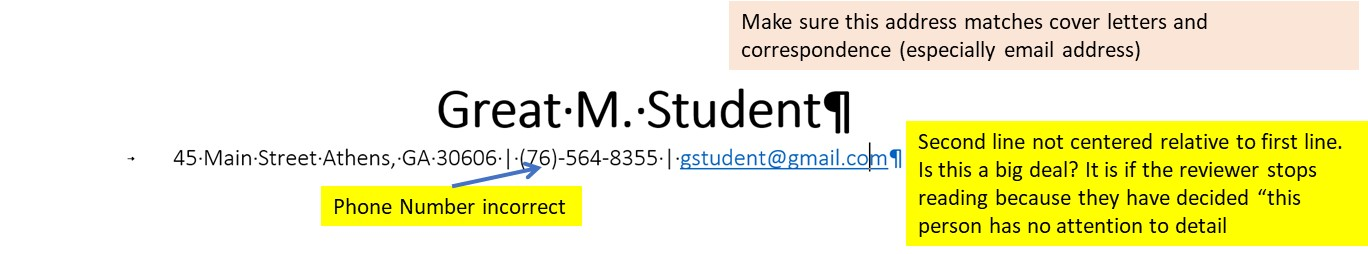 Make sure this address matches cover letters and
correspondence (especially email address)
Great·M.·Student¶
→ 45·Main·Street·Athens,·GA·30606·|·(76)-564-8355·|·gstudent@gmail.com¶
Second line not centered relative to first line.
Is this a big deal? It is if the reviewer stops
reading because they have decided “this
person has no attention to detail
Phone Number incorrect